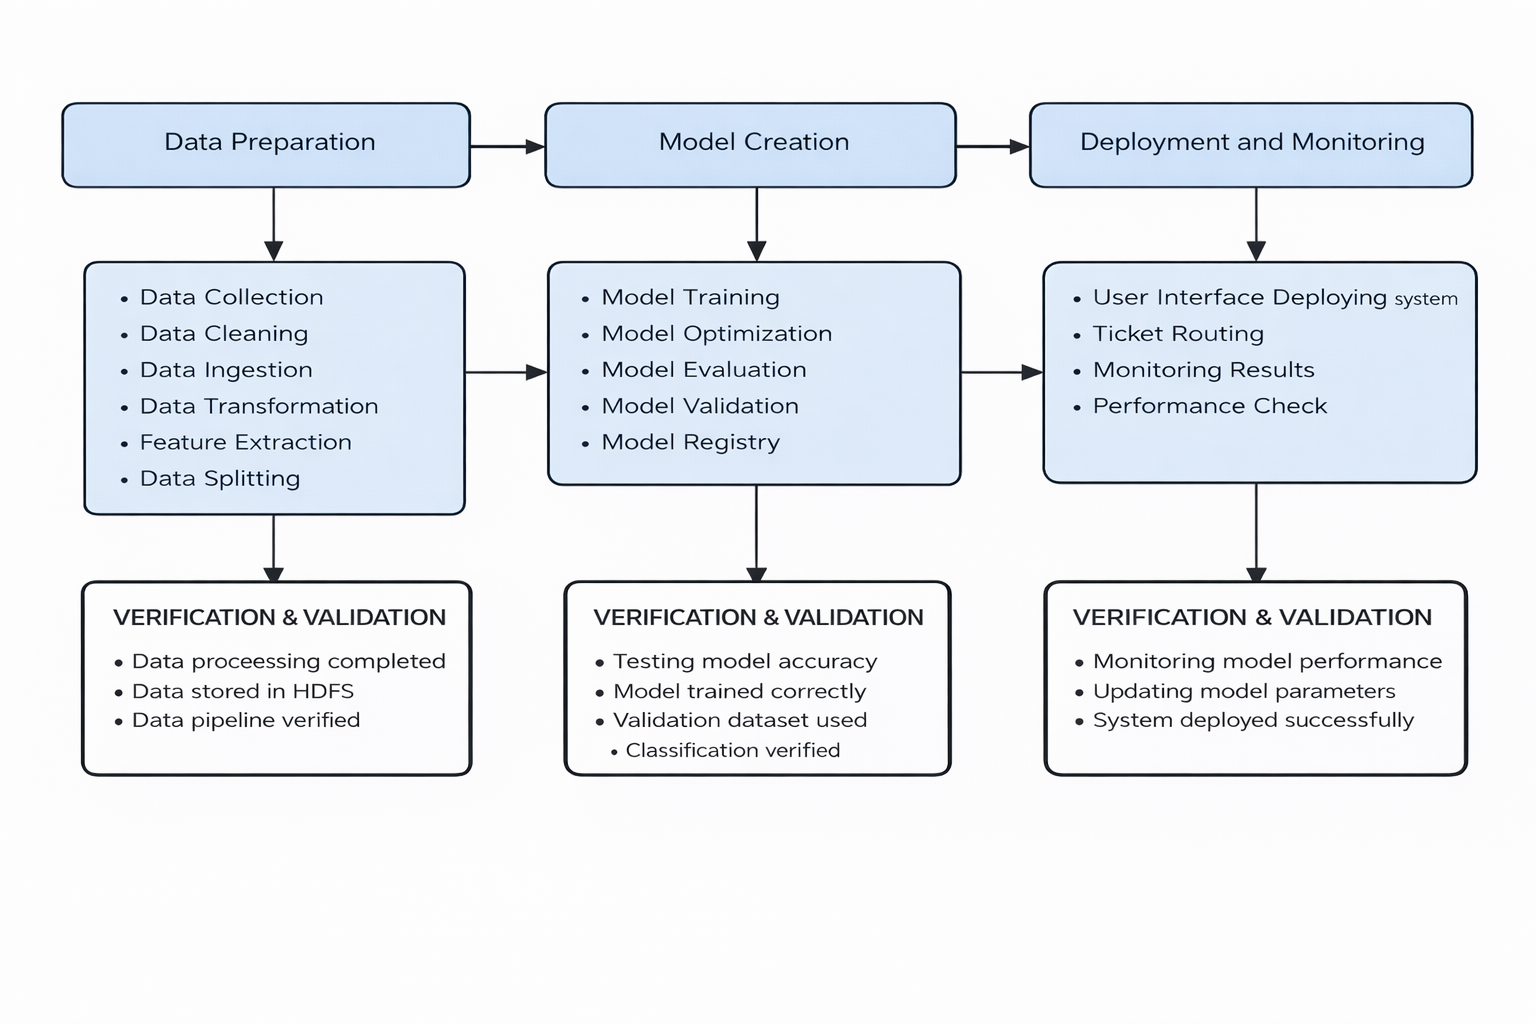 Data Preparation
Model Creation
Deployment and Monitoring
• Data Collection
• Data Cleaning
• Data Ingestion
• Data Transformation
• Feature Extraction
• Data Splitting
• Model Training
• Model Optimization
• Model Evaluation
• Model Validation
• Model Registry
• User Interface Deploying system
• Ticket Routing
• Monitoring Results
• Performance Check
VERIFICATION & VALIDATION
• Data proceessing completed
• Data stored in HDFS
• Data pipeline verified
VERIFICATION & VALIDATION
• Testing model accuracy
• Model trained correctly
• Validation dataset used
• Classification verified
VERIFICATION & VALIDATION
• Monitoring model performance
• Updating model parameters
• System deployed successfully